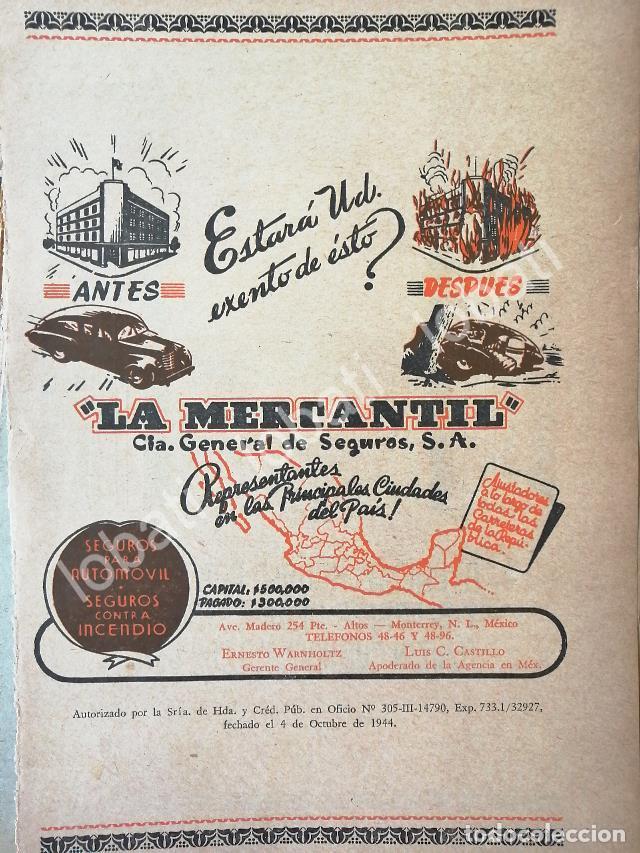 Estará Ud.
exento de ésto?
ANTES
DESPUES
"LA MERCANTIL"
Cia. General de Seguros, S.A.
Representantes
en las Principales Ciudades
del País!
Ajustadores
a lo largo de
todas las
Carreteras
de la Repú-
blica.
SEGUROS
PARA
AUTOMOVIL
SEGUROS
CONTRA
INCENDIO
CAPITAL: $500,000
PAGADO: $300,000
Ave. Madero 254 Pte. - Altos — Monterrey, N. L., México
TELEFONOS 48-46 Y 48-96.
ERNESTO WARNHOLTZ
Gerente General
LUIS C. CASTILLO
Apoderado de la Agencia en Méx.
Autorizado por la Sría. de Hda. y Créd. Púb. en Oficio Nº 305-III-14790, Exp. 733.1/32927,
fechado el 4 de Octubre de 1944.
todocoleccion